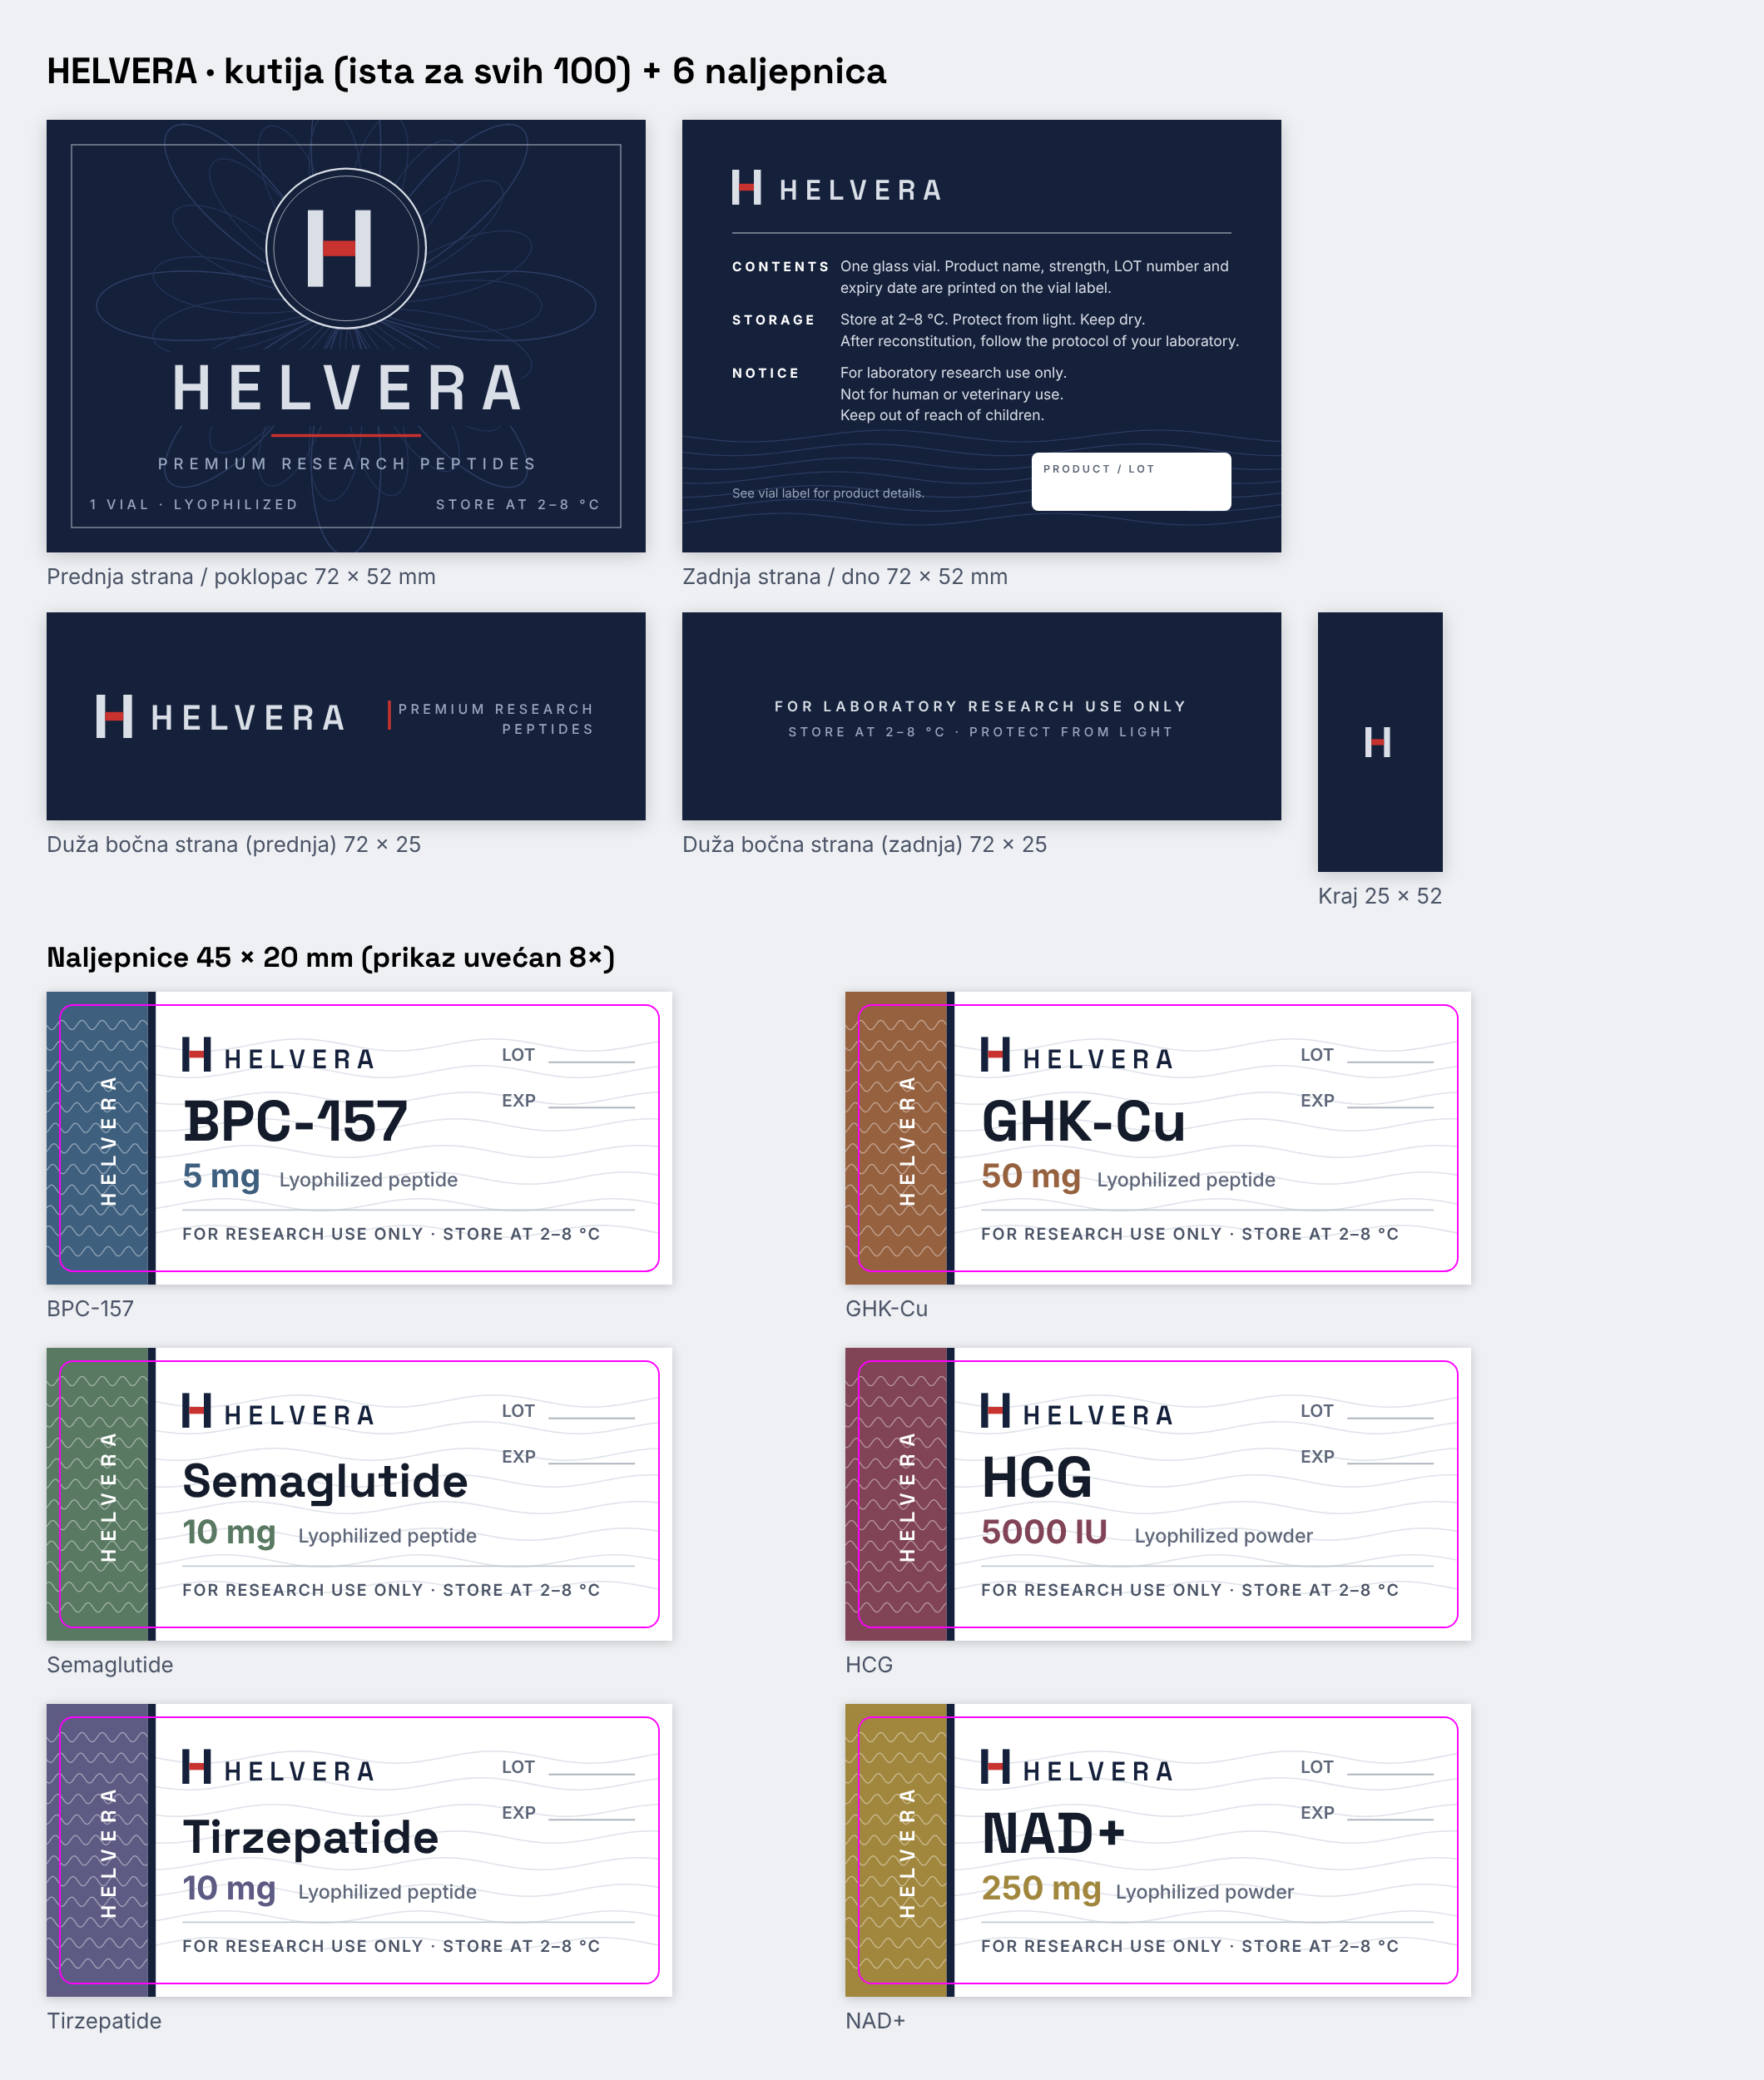 HELVERA · kutija (ista za svih 100) + 6 naljepnica
H
HELVERA
PREMIUM RESEARCH PEPTIDES
1 VIAL · LYOPHILIZED
STORE AT 2–8 °C
Prednja strana / poklopac 72 × 52 mm
H HELVERA
CONTENTS One glass vial. Product name, strength, LOT number and
expiry date are printed on the vial label.
STORAGE Store at 2–8 °C. Protect from light. Keep dry.
After reconstitution, follow the protocol of your laboratory.
NOTICE For laboratory research use only.
Not for human or veterinary use.
Keep out of reach of children.
PRODUCT / LOT
See vial label for product details.
Zadnja strana / dno 72 × 52 mm
H HELVERA
PREMIUM RESEARCH
PEPTIDES
Duža bočna strana (prednja) 72 × 25
FOR LABORATORY RESEARCH USE ONLY
STORE AT 2–8 °C · PROTECT FROM LIGHT
Duža bočna strana (zadnja) 72 × 25
H
Kraj 25 × 52
Naljepnice 45 × 20 mm (prikaz uvećan 8×)
HELVERA
H HELVERA
LOT
EXP
BPC-157
5 mg Lyophilized peptide
FOR RESEARCH USE ONLY · STORE AT 2–8 °C
BPC-157
HELVERA
H HELVERA
LOT
EXP
GHK-Cu
50 mg Lyophilized peptide
FOR RESEARCH USE ONLY · STORE AT 2–8 °C
GHK-Cu
HELVERA
H HELVERA
LOT
EXP
Semaglutide
10 mg Lyophilized peptide
FOR RESEARCH USE ONLY · STORE AT 2–8 °C
Semaglutide
HELVERA
H HELVERA
LOT
EXP
HCG
5000 IU Lyophilized powder
FOR RESEARCH USE ONLY · STORE AT 2–8 °C
HCG
HELVERA
H HELVERA
LOT
EXP
Tirzepatide
10 mg Lyophilized peptide
FOR RESEARCH USE ONLY · STORE AT 2–8 °C
Tirzepatide
HELVERA
H HELVERA
LOT
EXP
NAD+
250 mg Lyophilized powder
FOR RESEARCH USE ONLY · STORE AT 2–8 °C
NAD+